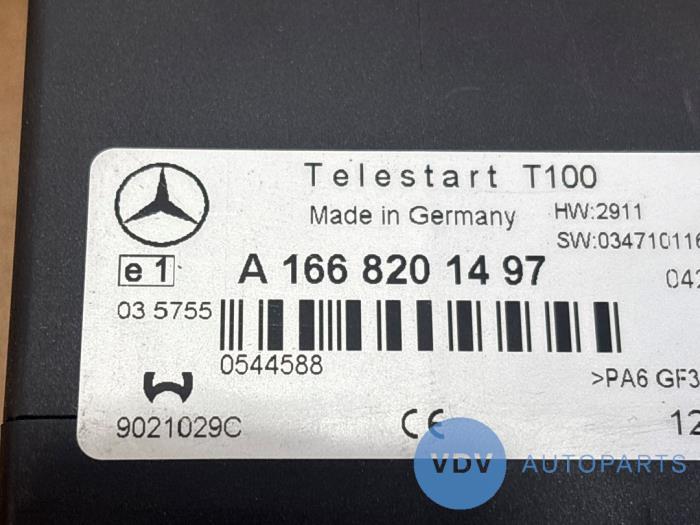 Telestart T100
Made in Germany HW:2911
SW:034710116
e1 A 166 820 14 97 042
03 5755
0544588
>PA6 GF3
9021029C CE 12
VDV AUTOPARTS